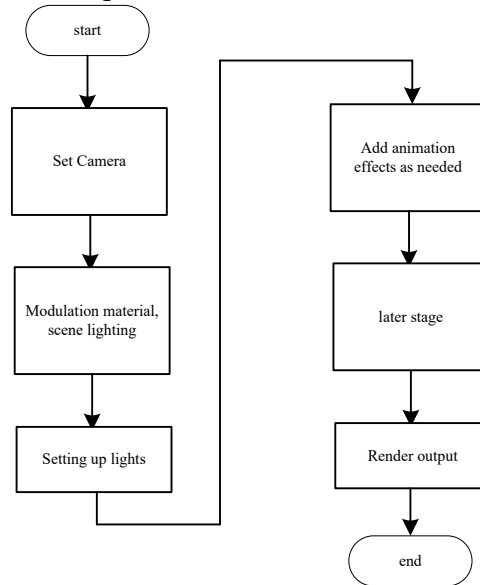 start
Set Camera
Modulation material,
scene lighting
Setting up lights
Add animation
effects as needed
later stage
Render output
end